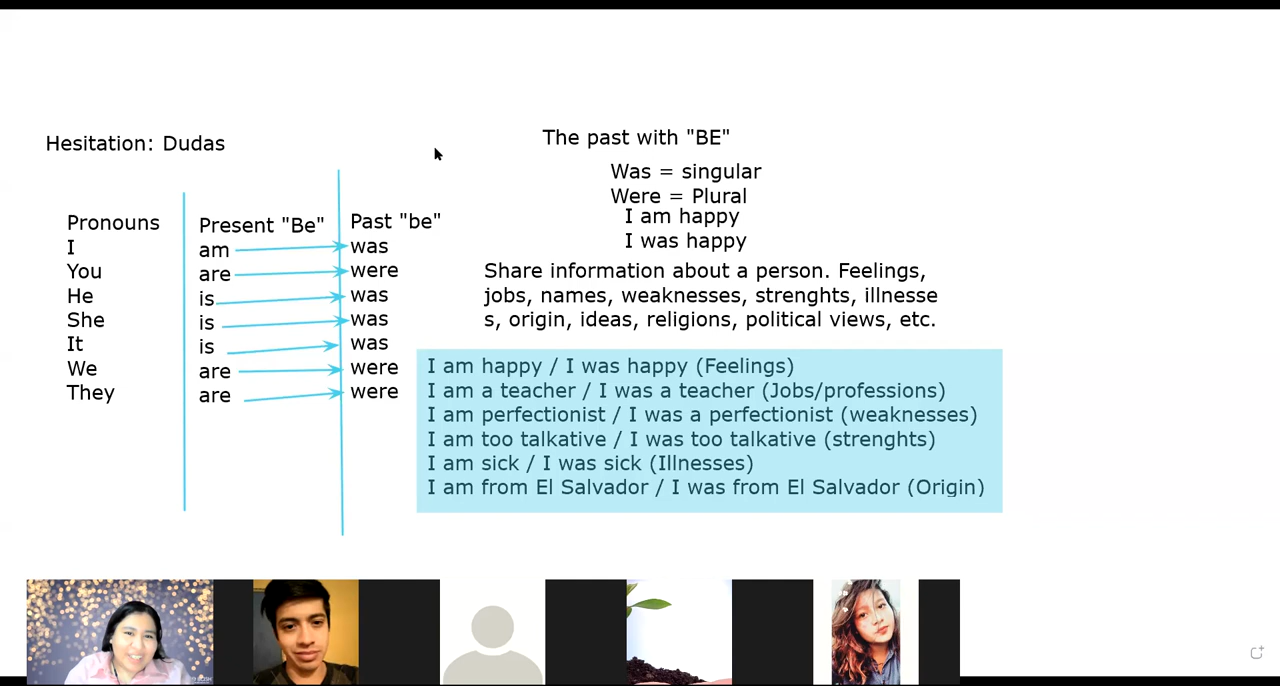 Hesitation: Dudas
Pronouns
I
You
He
She
It
We
They
Present "Be"
am
are
is
is
is
are
are
Past "be"
was
were
was
was
was
were
were
The past with "BE"
Was = singular
Were = Plural
I am happy
I was happy
Share information about a person. Feelings,
jobs, names, weaknesses, strenghts, illnesse
s, origin, ideas, religions, political views, etc.
I am happy / I was happy (Feelings)
I am a teacher / I was a teacher (Jobs/professions)
I am perfectionist / I was a perfectionist (weaknesses)
I am too talkative / I was too talkative (strenghts)
I am sick / I was sick (Illnesses)
I am from El Salvador / I was from El Salvador (Origin)